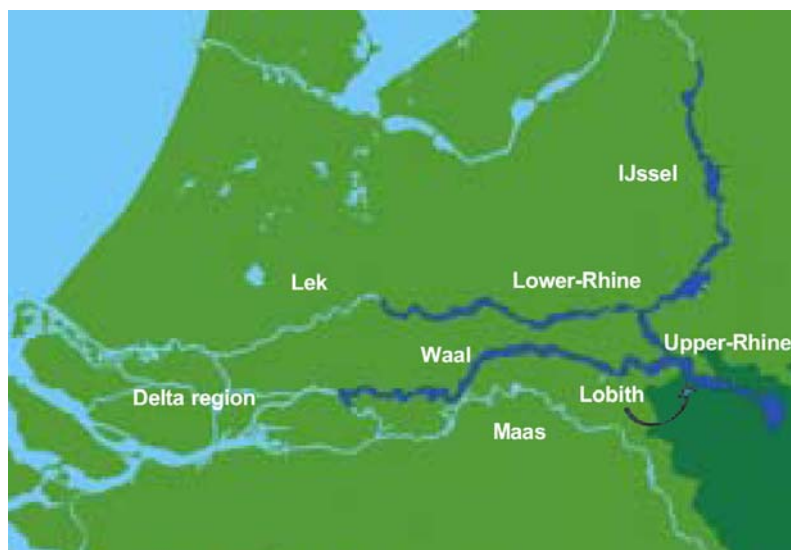 IJssel
Lower-Rhine
Lek
Upper-Rhine
Waal
Delta region
Lobith
Maas